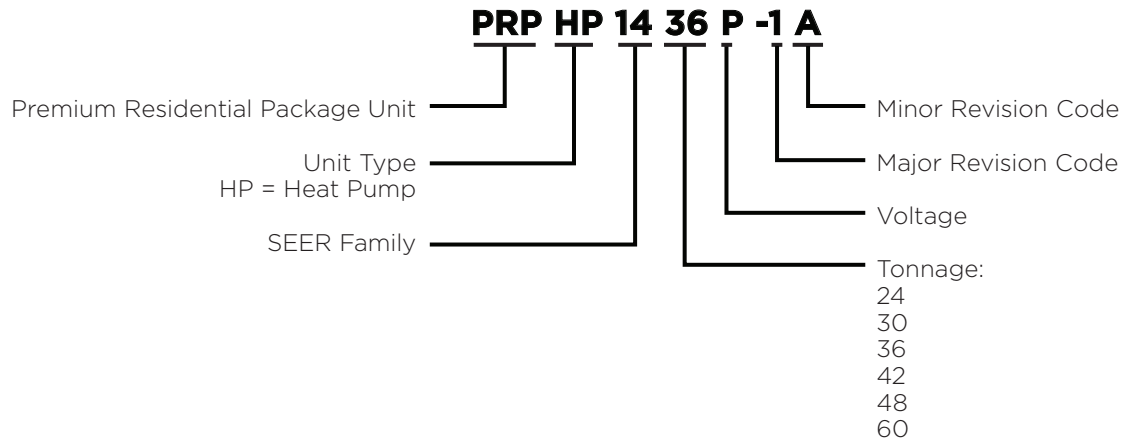 PRP HP 14 36 P -1 A
Premium Residential Package Unit
Unit Type
HP = Heat Pump
SEER Family
Minor Revision Code
Major Revision Code
Voltage
Tonnage:
24
30
36
42
48
60